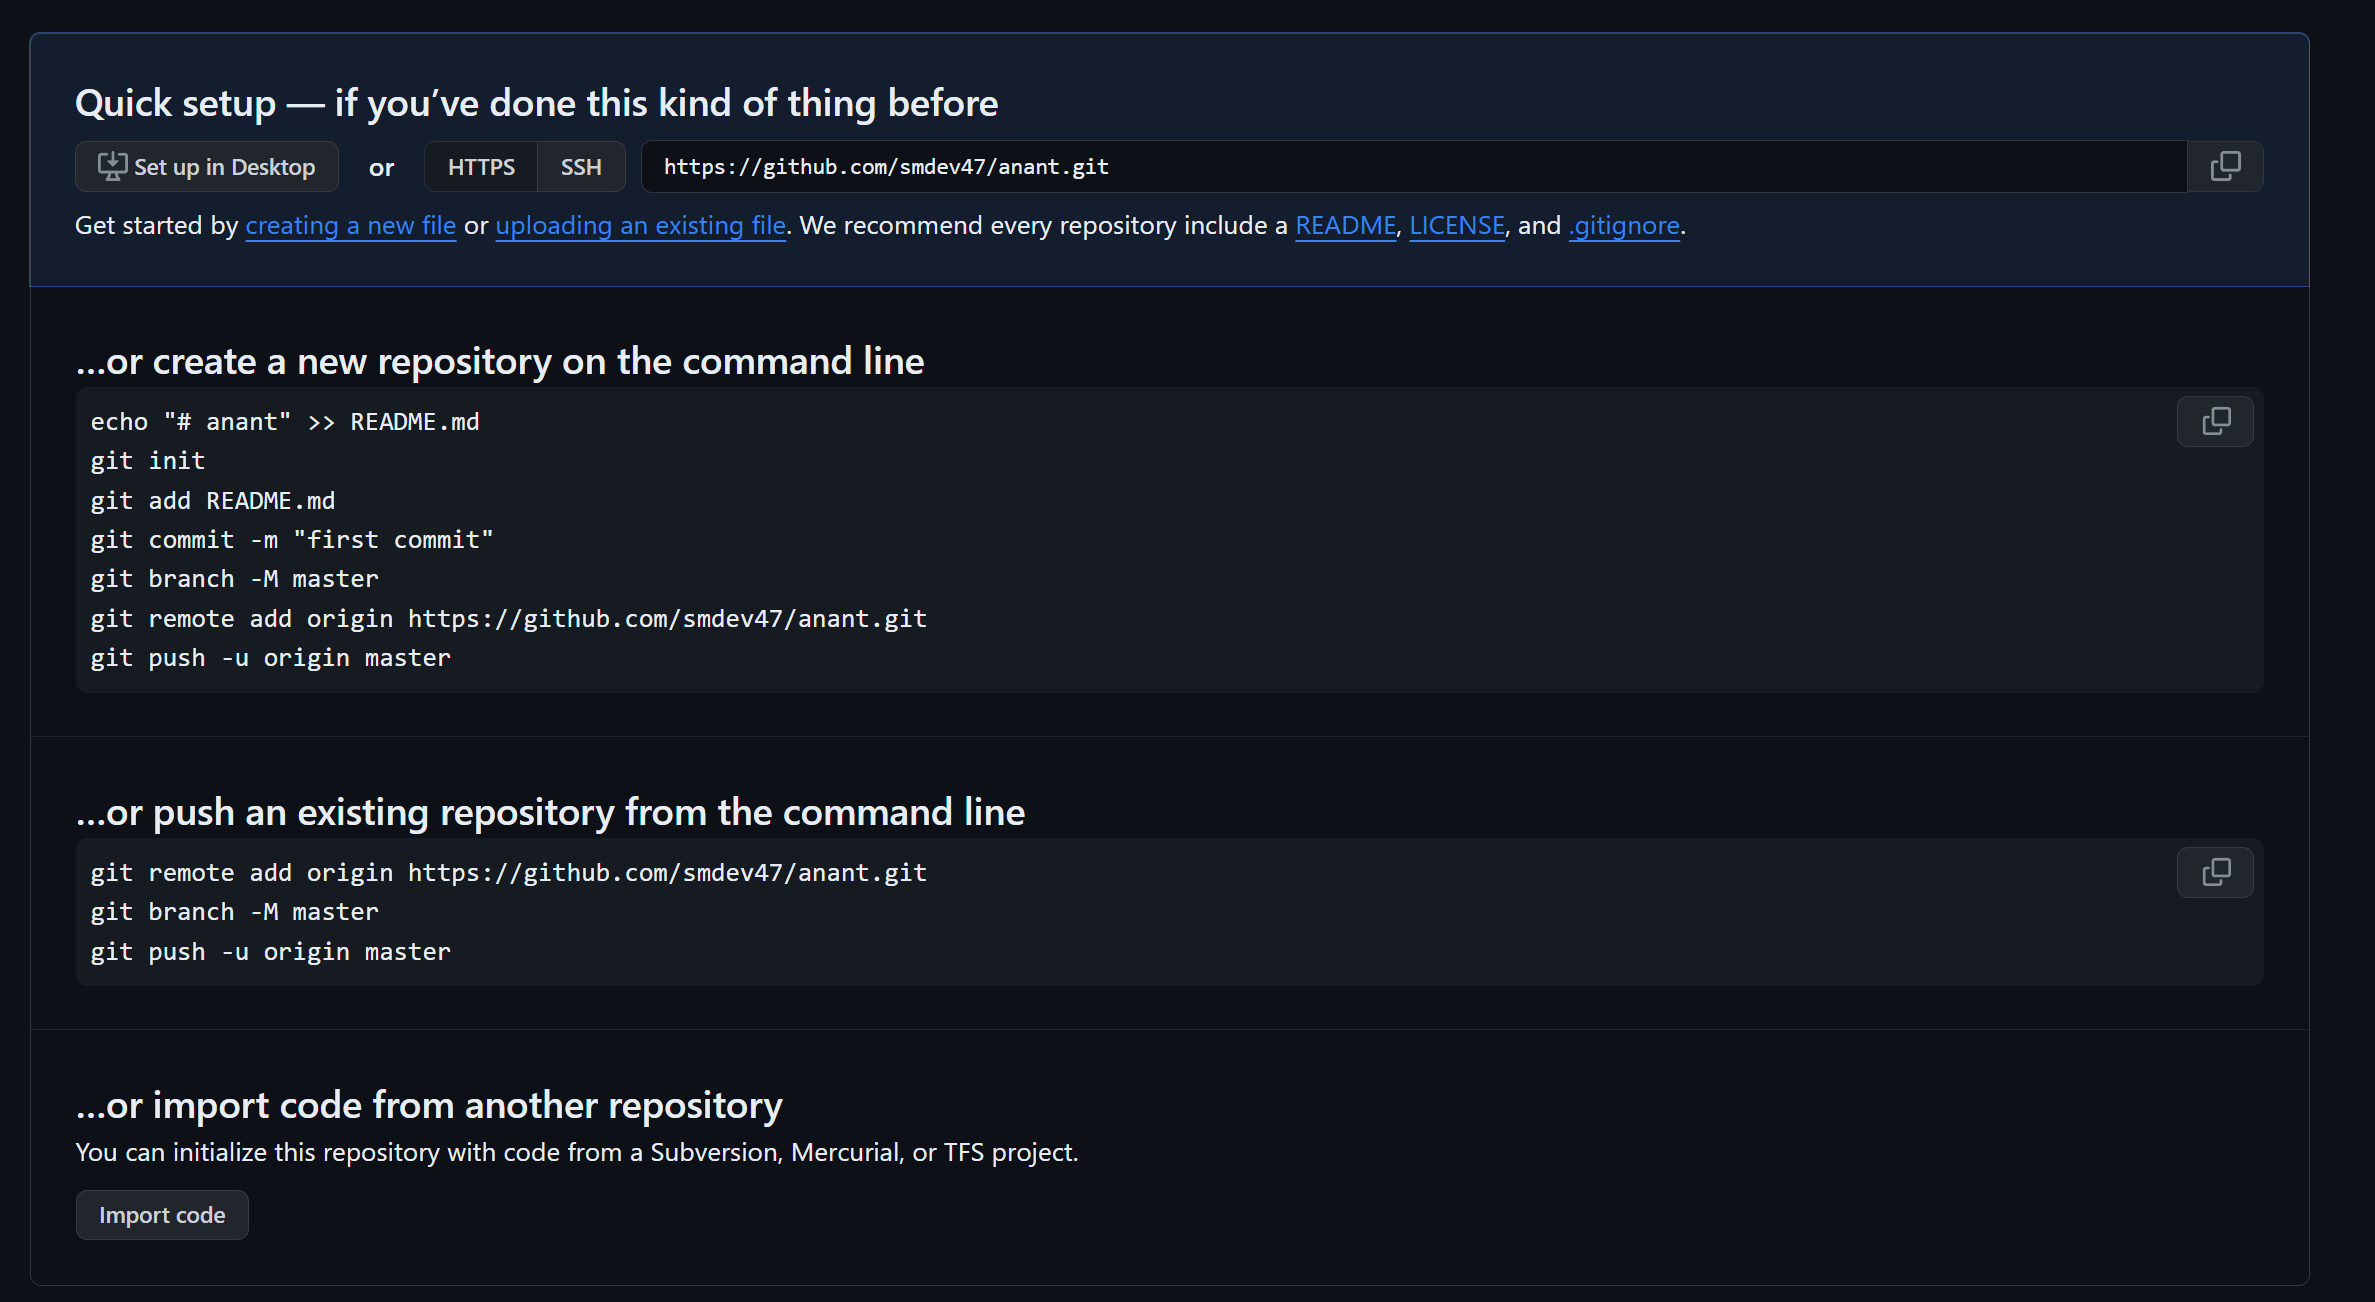 Quick setup — if you’ve done this kind of thing before
Set up in Desktop or HTTPS SSH https://github.com/smdev47/anant.git
Get started by creating a new file or uploading an existing file. We recommend every repository include a README, LICENSE, and .gitignore.
…or create a new repository on the command line
echo "# anant" >> README.md
git init
git add README.md
git commit -m "first commit"
git branch -M master
git remote add origin https://github.com/smdev47/anant.git
git push -u origin master
…or push an existing repository from the command line
git remote add origin https://github.com/smdev47/anant.git
git branch -M master
git push -u origin master
…or import code from another repository
You can initialize this repository with code from a Subversion, Mercurial, or TFS project.
Import code